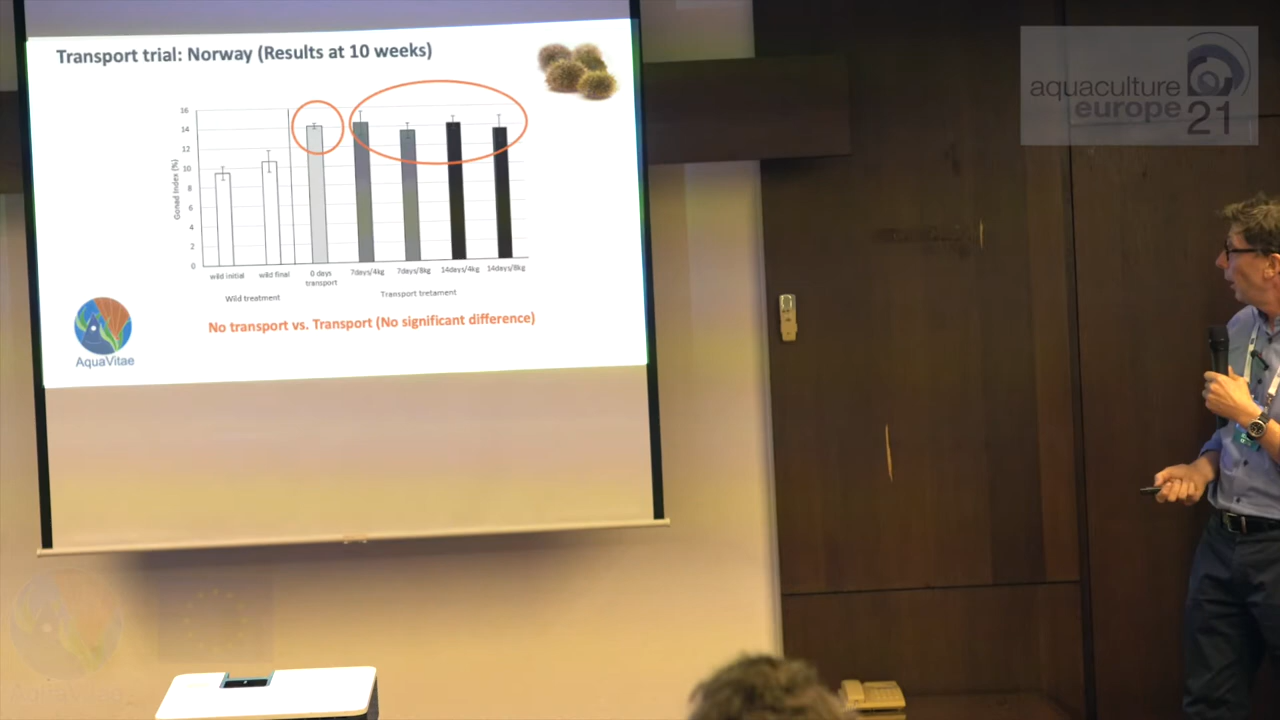 Transport trial: Norway (Results at 10 weeks)
aquaculture
europe
21
16
14
12
10
8
6
4
2
0
Gonad Index (%)
wild initial
wild final
0 days
transport
7days/4kg
7days/8kg
14days/4kg
14days/8kg
Wild treatment
Transport tretament
No transport vs. Transport (No significant difference)
AquaVitae
AquaVitae